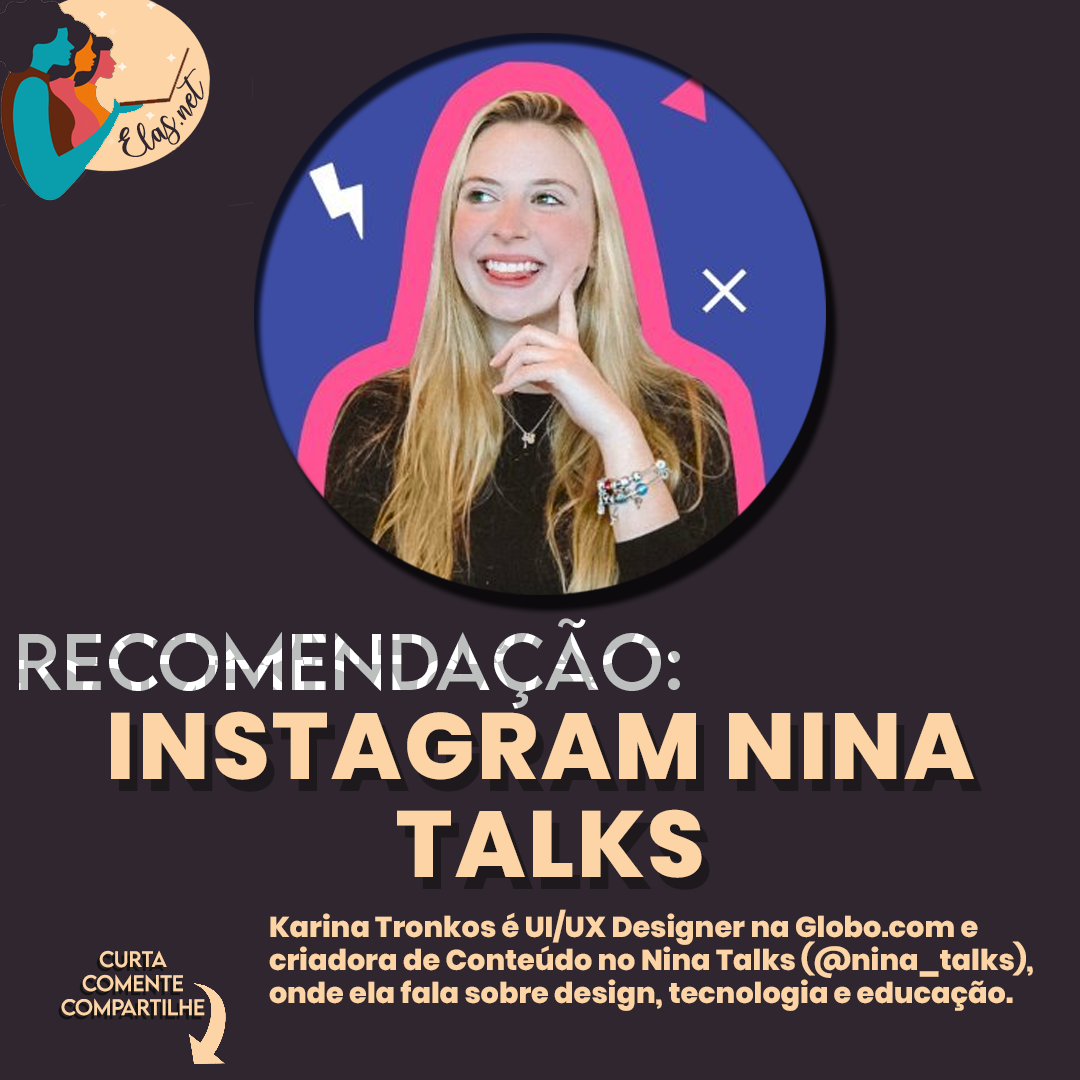 Elas.net
RECOMENDAÇÃO:
INSTAGRAM NINA
TALKS
Karina Tronkos é UI/UX Designer na Globo.com e
criadora de Conteúdo no Nina Talks (@nina_talks),
onde ela fala sobre design, tecnologia e educação.
CURTA
COMENTE
COMPARTILHE